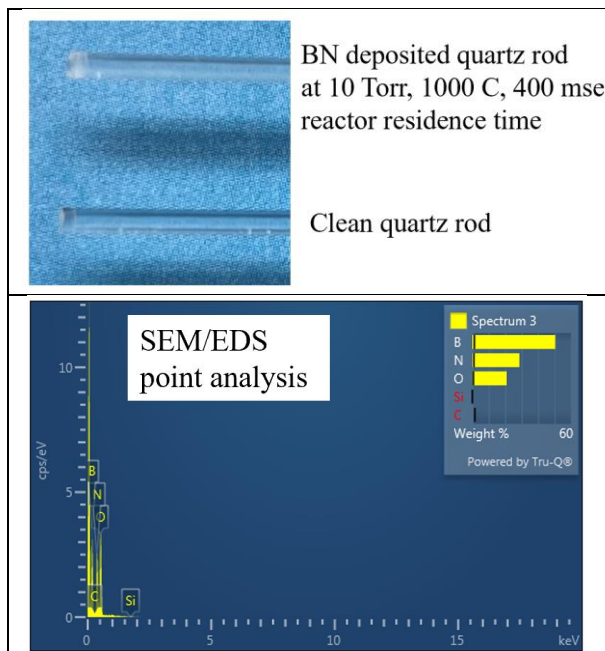 BN deposited quartz rod
at 10 Torr, 1000 C, 400 mse
reactor residence time
Clean quartz rod
SEM/EDS
point analysis
Spectrum 3
B
N
O
Si
C
Weight % 60
Powered by Tru-Q®
cps/eV
10
5
0
B
N
O
C
Si
0 5 10 15 keV